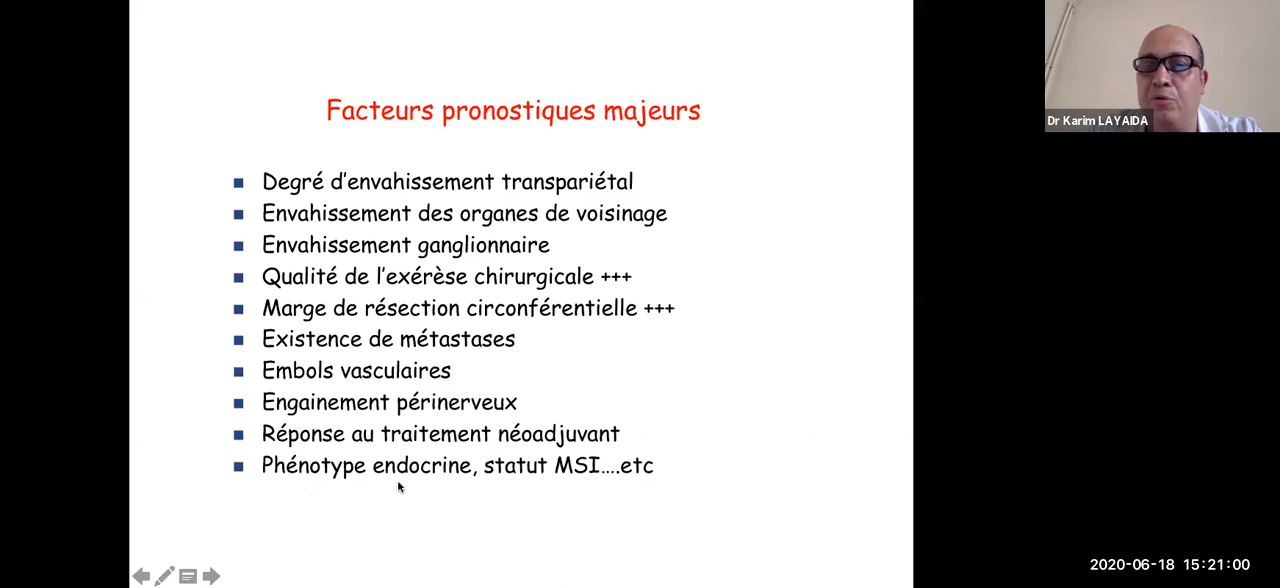 Facteurs pronostiques majeurs
Degré d'envahissement transpariétal
Envahissement des organes de voisinage
Envahissement ganglionnaire
Qualité de l'exérèse chirurgicale +++
Marge de résection circonférentielle +++
Existence de métastases
Embols vasculaires
Engainement périnerveux
Réponse au traitement néoadjuvant
Phénotype endocrine, statut MSI....etc
Dr Karim LAYAIDA
2020-06-18 15:21:00